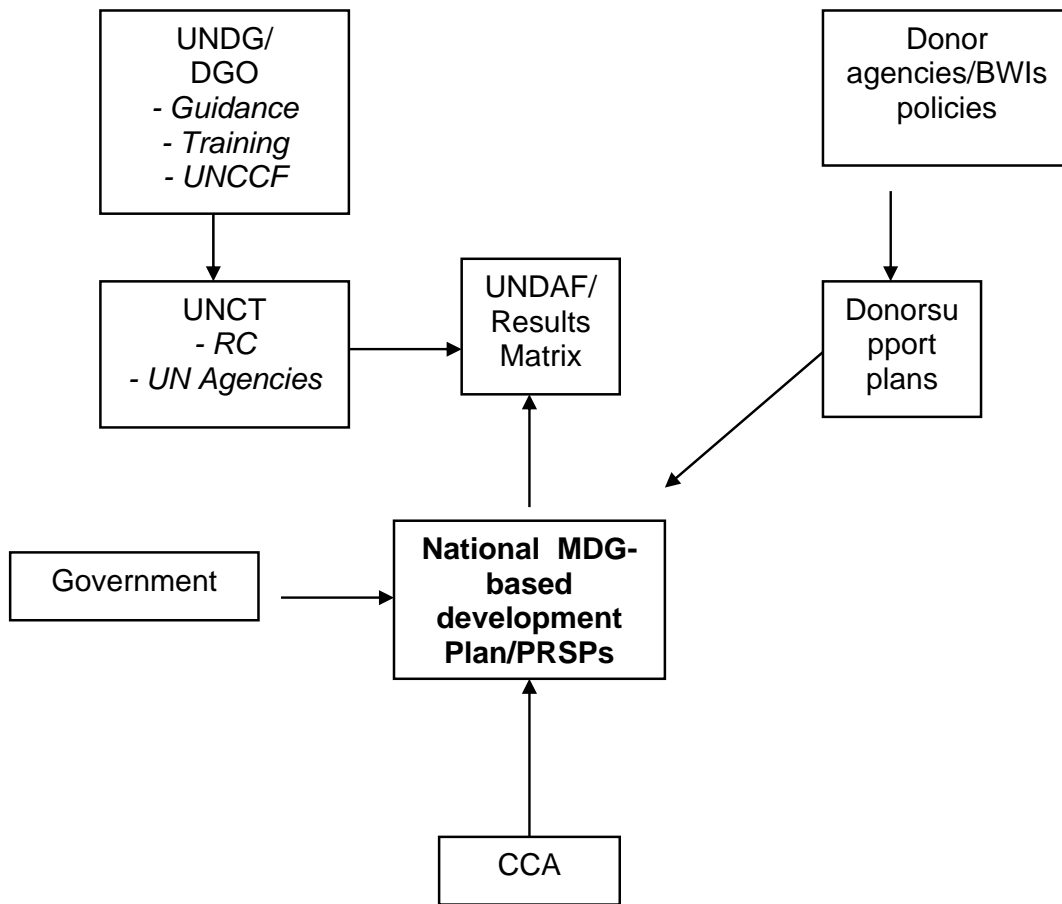 UNDG/
DGO
- Guidance
- Training
- UNCCF
Donor
agencies/BWIs
policies
UNCT
- RC
- UN Agencies
UNDAF/
Results
Matrix
Donorsu
pport
plans
Government
National MDG-
based
development
Plan/PRSPs
CCA